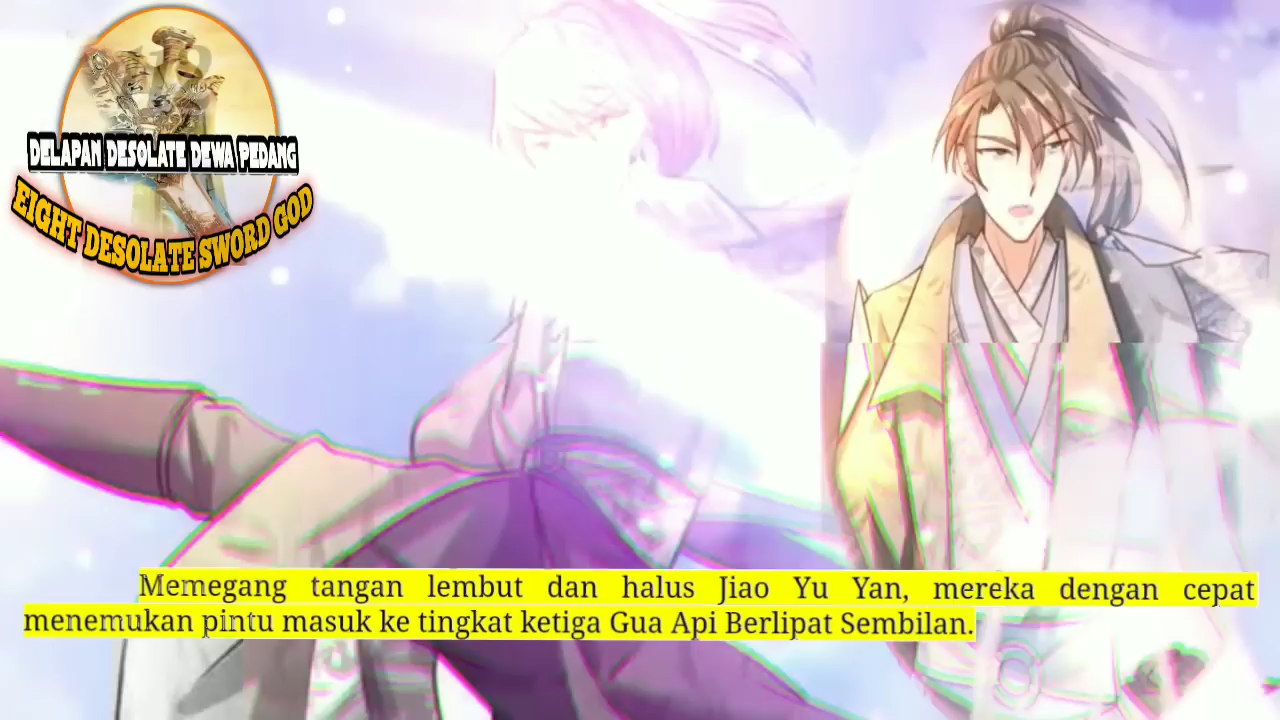 DELAPAN DESOLATE DEWA PEDANG
EIGHT DESOLATE SWORD GOD
Memegang tangan lembut dan halus Jiao Yu Yan, mereka dengan cepat
menemukan pintu masuk ke tingkat ketiga Gua Api Berlipat Sembilan.